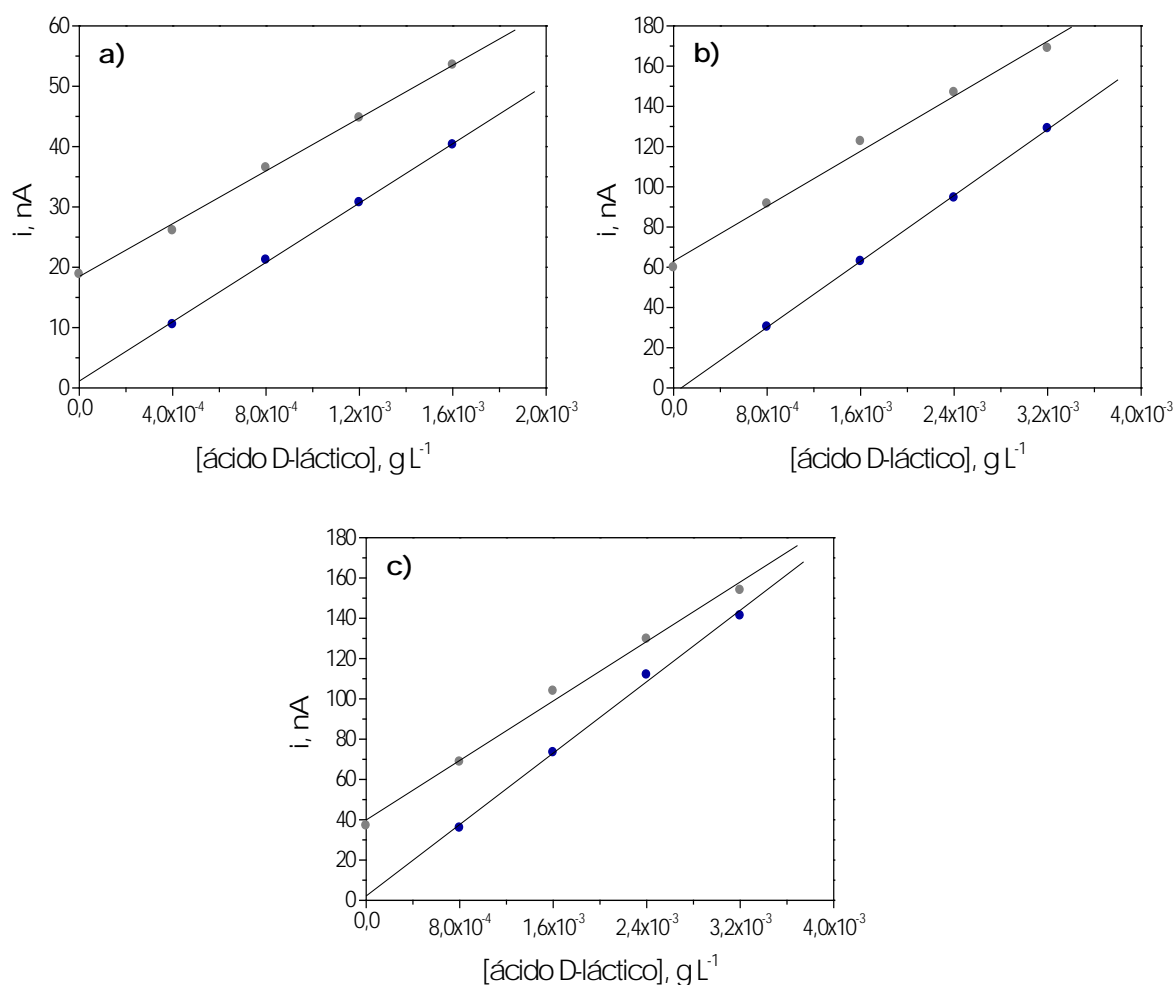 a)
60
50
40
30
20
10
0
i, nA
0,0
4,0x10⁻⁴
8,0x10⁻⁴
1,2x10⁻³
1,6x10⁻³
2,0x10⁻³
[ácido D-láctico], g L⁻¹
b)
180
160
140
120
100
80
60
40
20
0
i, nA
0,0
8,0x10⁻⁴
1,6x10⁻³
2,4x10⁻³
3,2x10⁻³
4,0x10⁻³
[ácido D-láctico], g L⁻¹
c)
180
160
140
120
100
80
60
40
20
0
i, nA
0,0
8,0x10⁻⁴
1,6x10⁻³
2,4x10⁻³
3,2x10⁻³
4,0x10⁻³
[ácido D-láctico], g L⁻¹